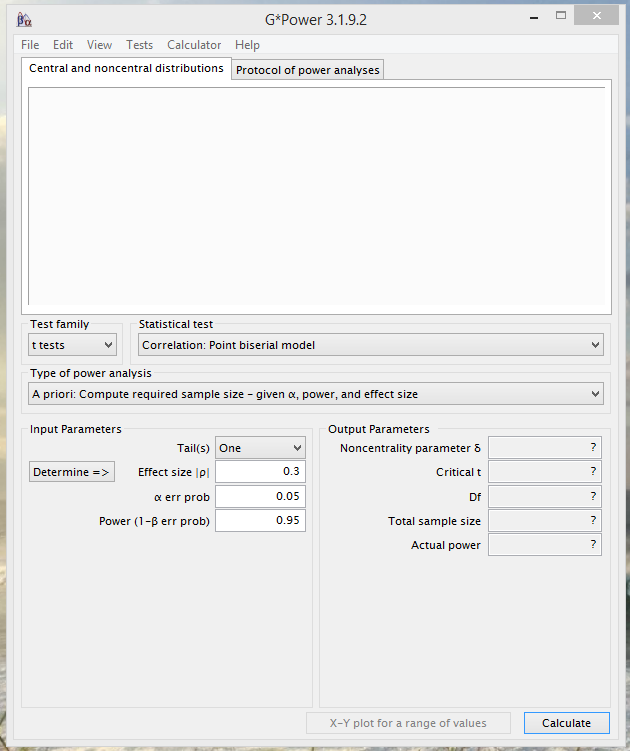 G*Power 3.1.9.2
File Edit View Tests Calculator Help
Central and noncentral distributions Protocol of power analyses
Test family Statistical test
t tests Correlation: Point biserial model
Type of power analysis
A priori: Compute required sample size – given α, power, and effect size
Input Parameters
Tail(s) One
Determine => Effect size |ρ| 0.3
α err prob 0.05
Power (1–β err prob) 0.95
Output Parameters
Noncentrality parameter δ ?
Critical t ?
Df ?
Total sample size ?
Actual power ?
X–Y plot for a range of values Calculate